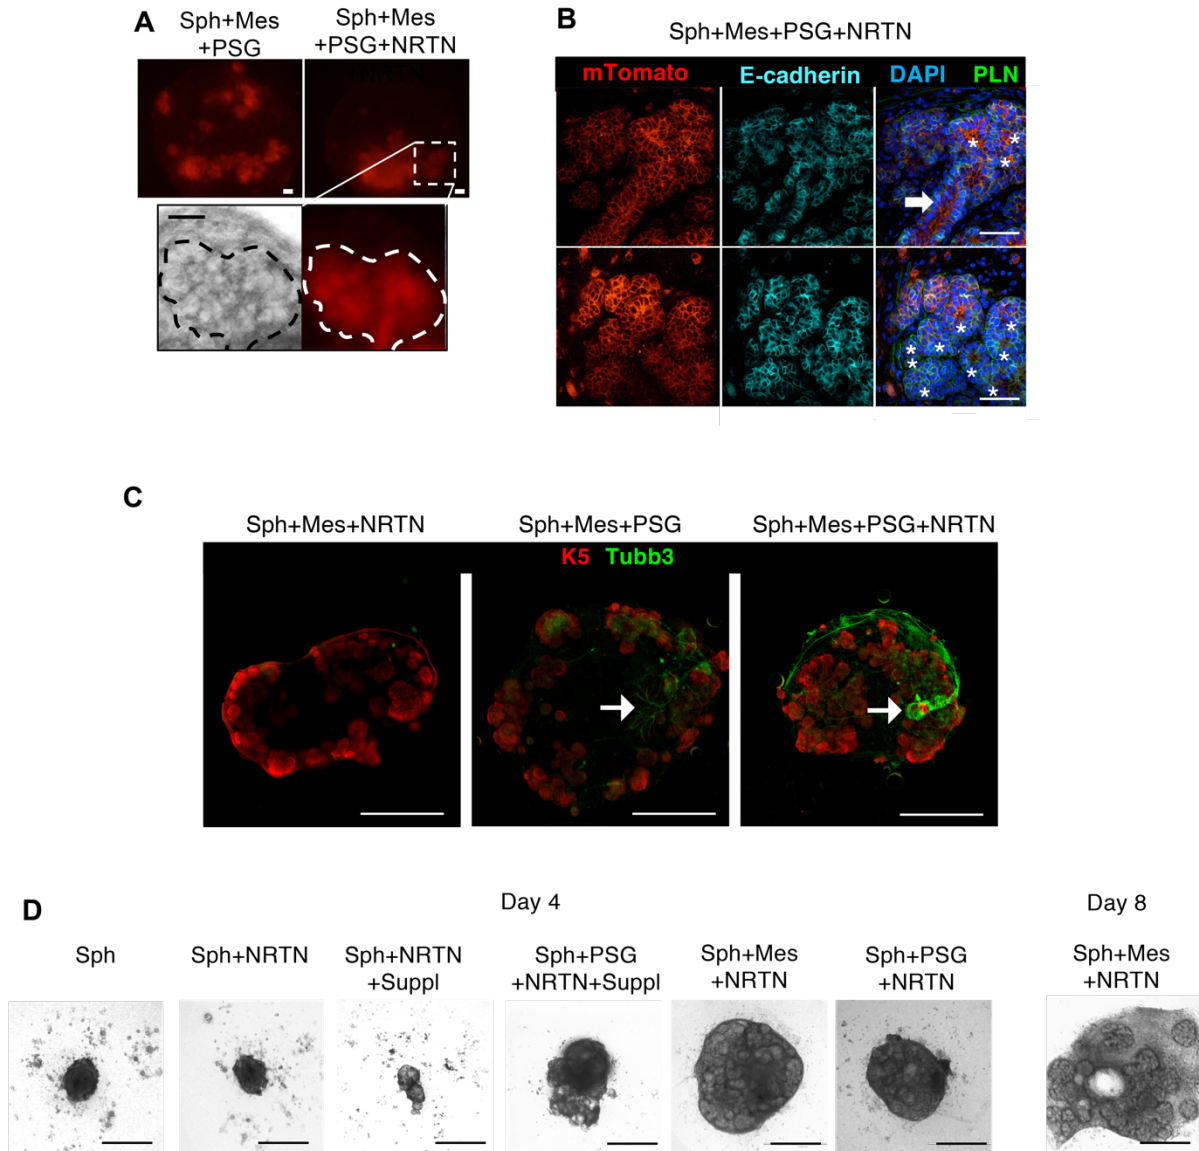 A
Sph+Mes
+PSG
Sph+Mes
+PSG+NRTN
+NRTN
B
Sph+Mes+PSG+NRTN
mTomato
E-cadherin
DAPI PLN
*
*
*
*
*
*
*
*
*
*
*
C
Sph+Mes+NRTN
Sph+Mes+PSG
Sph+Mes+PSG+NRTN
K5 Tubb3
D
Day 4
Day 8
Sph
Sph+NRTN
Sph+NRTN
+Suppl
Sph+PSG
+NRTN+Suppl
Sph+Mes
+NRTN
Sph+PSG
+NRTN
Sph+Mes
+NRTN